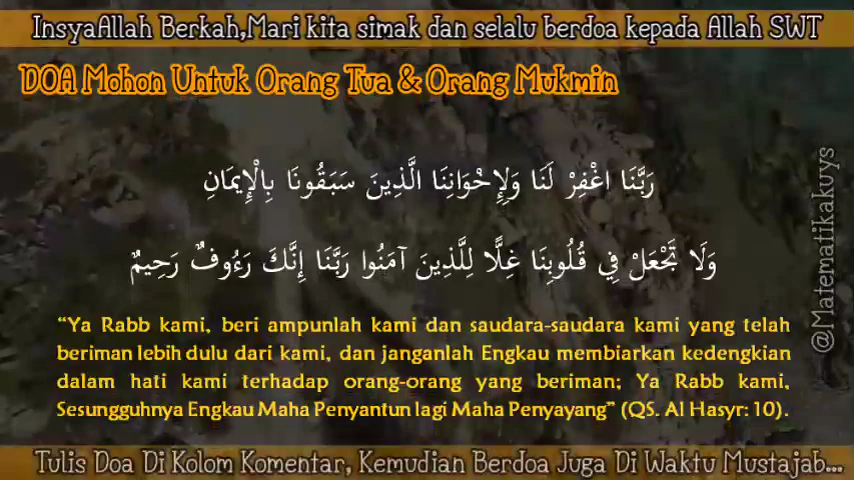 InsyaAllah Berkah,Mari kita simak dan selalu berdoa kepada Allah SWT
DOA Mohon Untuk Orang Tua & Orang Mukmin
رَبَّنَا اغْفِرْ لَنَا وَلِإِخْوَانِنَا الَّذِينَ سَبَقُونَا بِالْإِيمَانِ
وَلَا تَجْعَلْ فِي قُلُوبِنَا غِلًّا لِلَّذِينَ آمَنُوا رَبَّنَا إِنَّكَ رَءُوفٌ رَحِيمٌ
“Ya Rabb kami, beri ampunlah kami dan saudara-saudara kami yang telah
beriman lebih dulu dari kami, dan janganlah Engkau membiarkan kedengkian
dalam hati kami terhadap orang-orang yang beriman; Ya Rabb kami,
Sesungguhnya Engkau Maha Penyantun lagi Maha Penyayang” (QS. Al Hasyr: 10).
@Matematikakuys
Tulis Doa Di Kolom Komentar, Kemudian Berdoa Juga Di Waktu Mustajab...